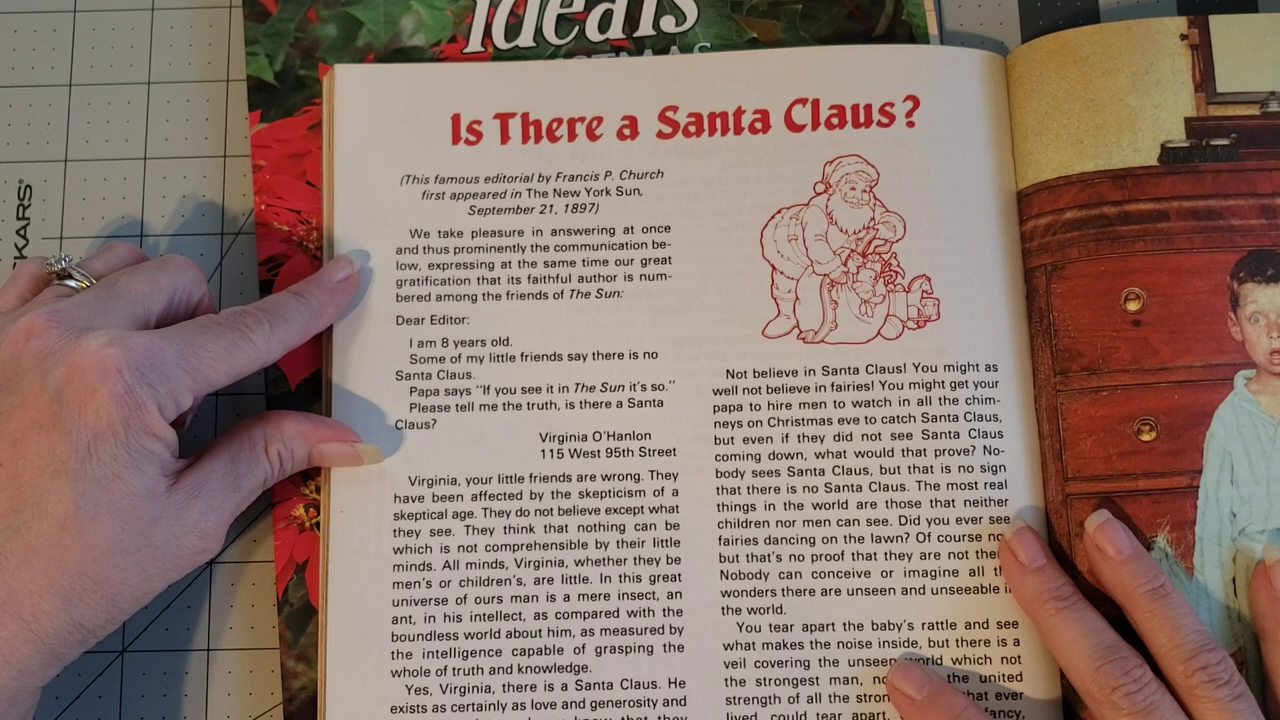 ideals
KARS®
Is There a Santa Claus?
(This famous editorial by Francis P. Church
first appeared in The New York Sun,
September 21, 1897)
We take pleasure in answering at once
and thus prominently the communication be-
low, expressing at the same time our great
gratification that its faithful author is num-
bered among the friends of The Sun:
Dear Editor:
I am 8 years old.
Some of my little friends say there is no
Santa Claus.
Papa says "If you see it in The Sun it's so."
Please tell me the truth, is there a Santa
Claus?
Virginia O'Hanlon
115 West 95th Street
Virginia, your little friends are wrong. They
have been affected by the skepticism of a
skeptical age. They do not believe except what
they see. They think that nothing can be
which is not comprehensible by their little
minds. All minds, Virginia, whether they be
men's or children's, are little. In this great
universe of ours man is a mere insect, an
ant, in his intellect, as compared with the
boundless world about him, as measured by
the intelligence capable of grasping the
whole of truth and knowledge.
Yes, Virginia, there is a Santa Claus. He
exists as certainly as love and generosity and
know that they
Not believe in Santa Claus! You might as
well not believe in fairies! You might get your
papa to hire men to watch in all the chim-
neys on Christmas eve to catch Santa Claus,
but even if they did not see Santa Claus
coming down, what would that prove? No-
body sees Santa Claus, but that is no sign
that there is no Santa Claus. The most real
things in the world are those that neither
children nor men can see. Did you ever see
fairies dancing on the lawn? Of course
but that's no proof that they are not
Nobody can conceive or imagine all
wonders there are unseen and unseeable
the world.
You tear apart the baby's rattle and see
what makes the noise inside, but there is a
veil covering the unseen world which not
the strongest man, the united
strength of all the that ever
lived, could tear apart.